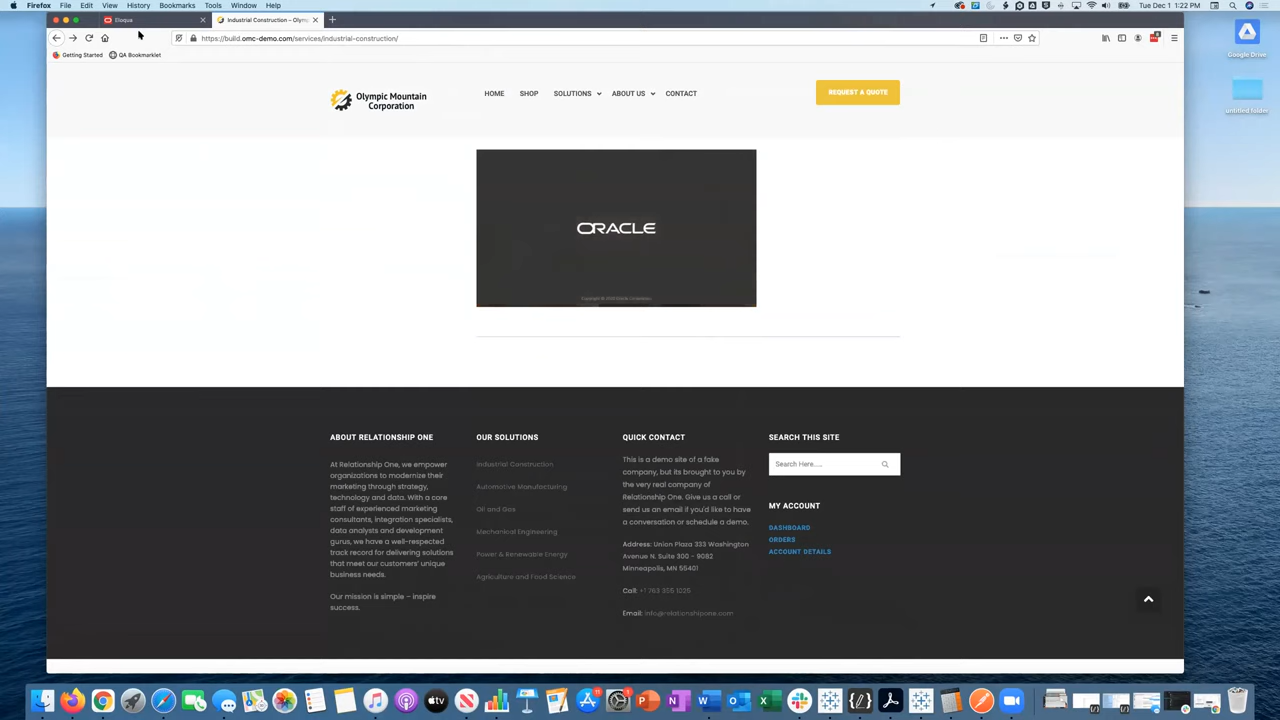 Firefox File Edit View History Bookmarks Tools Window Help Tue Dec 1 1:22 PM
Eloqua
Industrial Construction – Olymp
https://build.omc-demo.com/services/industrial-construction/
Getting Started QA Bookmarklet
Google Drive
untitled folder
Olympic Mountain
Corporation
HOME SHOP SOLUTIONS ABOUT US CONTACT
REQUEST A QUOTE
ORACLE
ABOUT RELATIONSHIP ONE
At Relationship One, we empower
organizations to modernize their
marketing through strategy,
technology and data. With a core
staff of experienced marketing
consultants, integration specialists,
data analysts and development
gurus, we have a well-respected
track record for delivering solutions
that meet our customers' unique
business needs.
Our mission is simple – inspire
success.
OUR SOLUTIONS
Industrial Construction
Automotive Manufacturing
Oil and Gas
Mechanical Engineering
Power & Renewable Energy
Agriculture and Food Science
QUICK CONTACT
This is a demo site of a fake
company, but its brought to you by
the very real company of
Relationship One. Give us a call or
send us an email if you'd like to have
a conversation or schedule a demo.
Address: Union Plaza 333 Washington
Avenue N. Suite 300 - 9082
Minneapolis, MN 55401
Call: +1 763 355 1025
Email: info@relationshipone.com
SEARCH THIS SITE
Search Here.....
MY ACCOUNT
DASHBOARD
ORDERS
ACCOUNT DETAILS